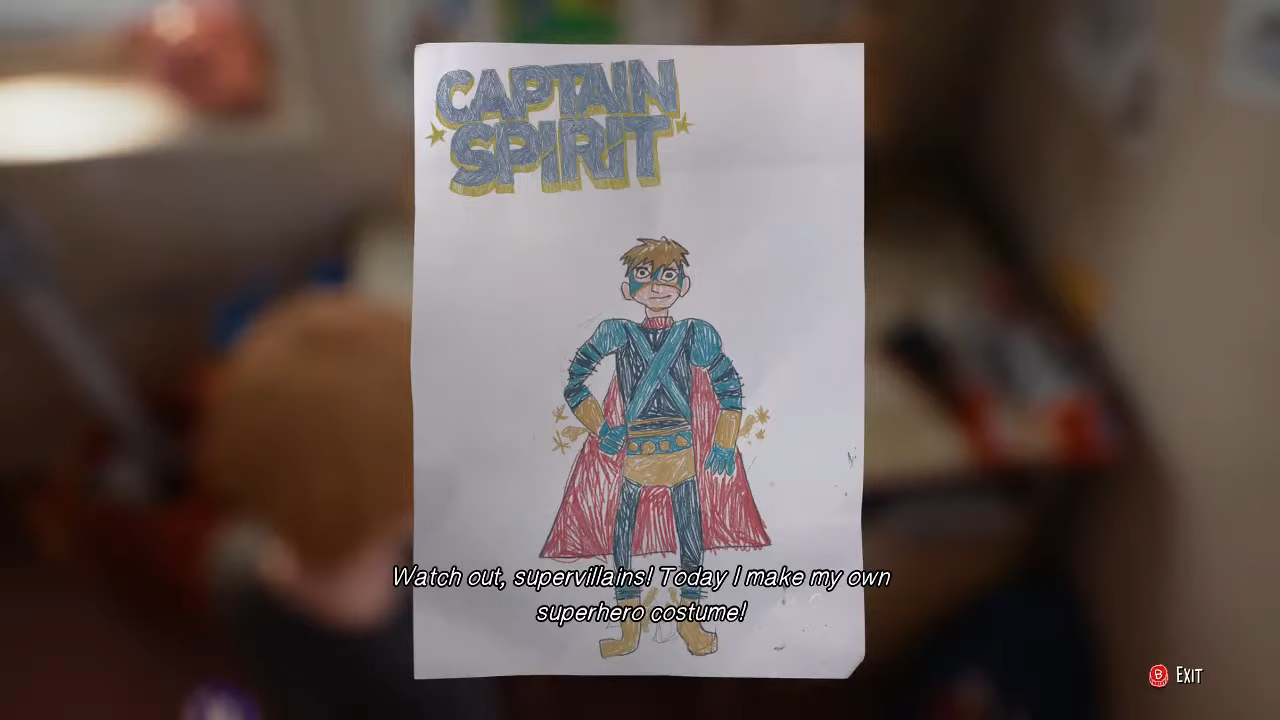 CAPTAIN
SPIRIT
Watch out, supervillains! Today I make my own
superhero costume!
B EXIT